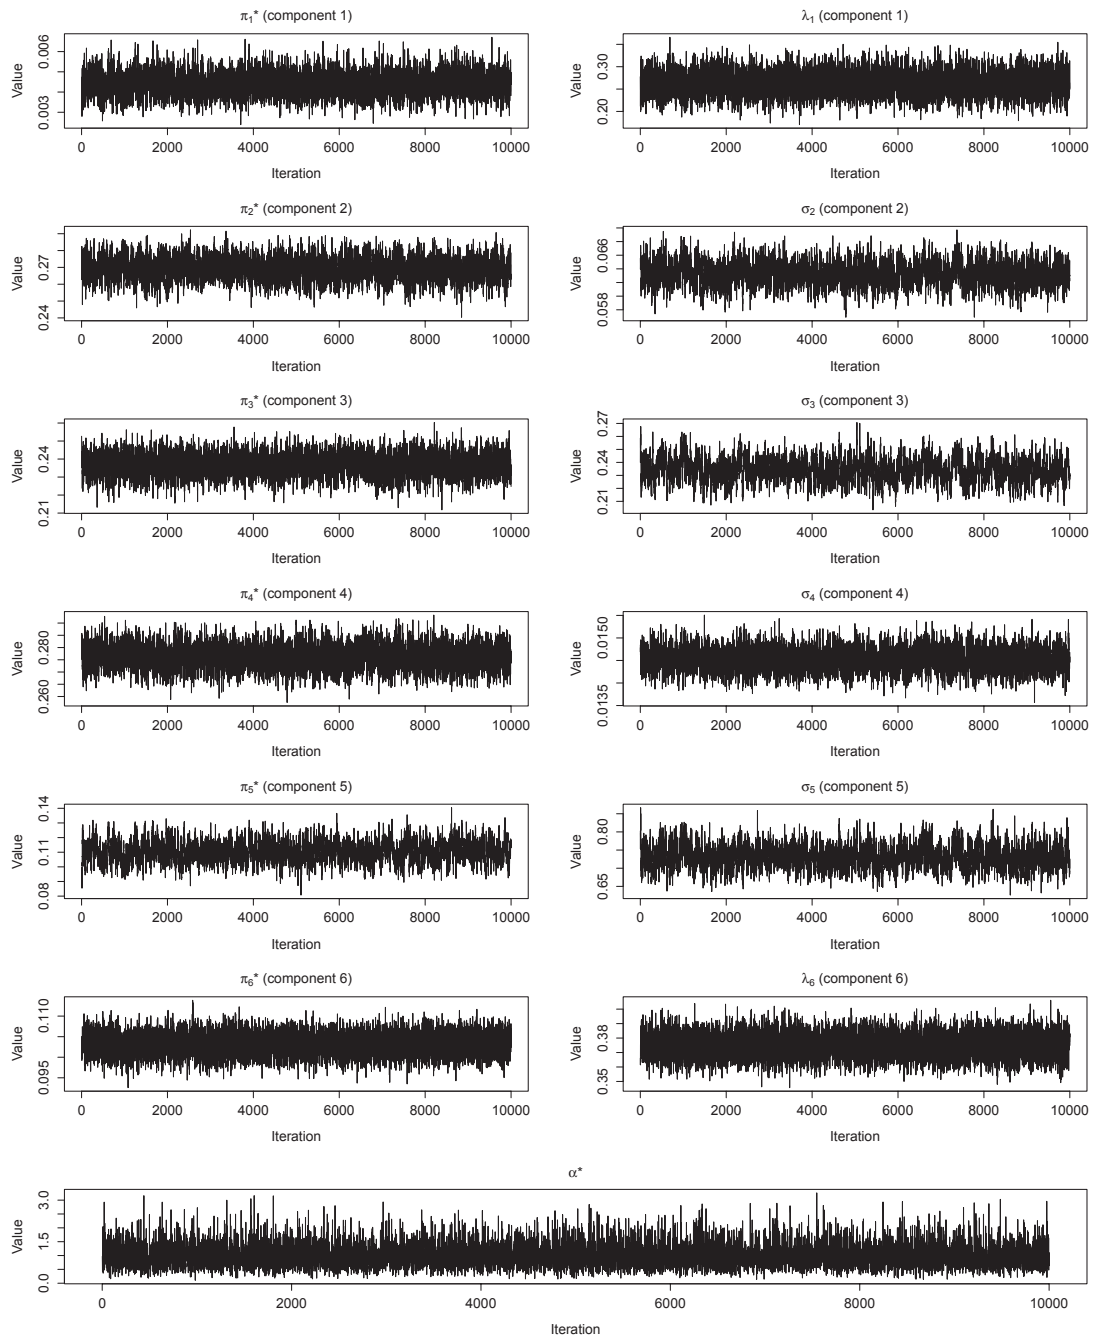 π1* (component 1)
Value
0.003 0.006
0 2000 4000 6000 8000 10000
Iteration
λ1 (component 1)
Value
0.20 0.30
0 2000 4000 6000 8000 10000
Iteration
π2* (component 2)
Value
0.24 0.27
0 2000 4000 6000 8000 10000
Iteration
σ2 (component 2)
Value
0.058 0.066
0 2000 4000 6000 8000 10000
Iteration
π3* (component 3)
Value
0.21 0.24
0 2000 4000 6000 8000 10000
Iteration
σ3 (component 3)
Value
0.21 0.24 0.27
0 2000 4000 6000 8000 10000
Iteration
π4* (component 4)
Value
0.260 0.280
0 2000 4000 6000 8000 10000
Iteration
σ4 (component 4)
Value
0.0135 0.0150
0 2000 4000 6000 8000 10000
Iteration
π5* (component 5)
Value
0.08 0.11 0.14
0 2000 4000 6000 8000 10000
Iteration
σ5 (component 5)
Value
0.65 0.80
0 2000 4000 6000 8000 10000
Iteration
π6* (component 6)
Value
0.095 0.110
0 2000 4000 6000 8000 10000
Iteration
λ6 (component 6)
Value
0.35 0.38
0 2000 4000 6000 8000 10000
Iteration
α*
Value
0.0 1.5 3.0
0 2000 4000 6000 8000 10000
Iteration